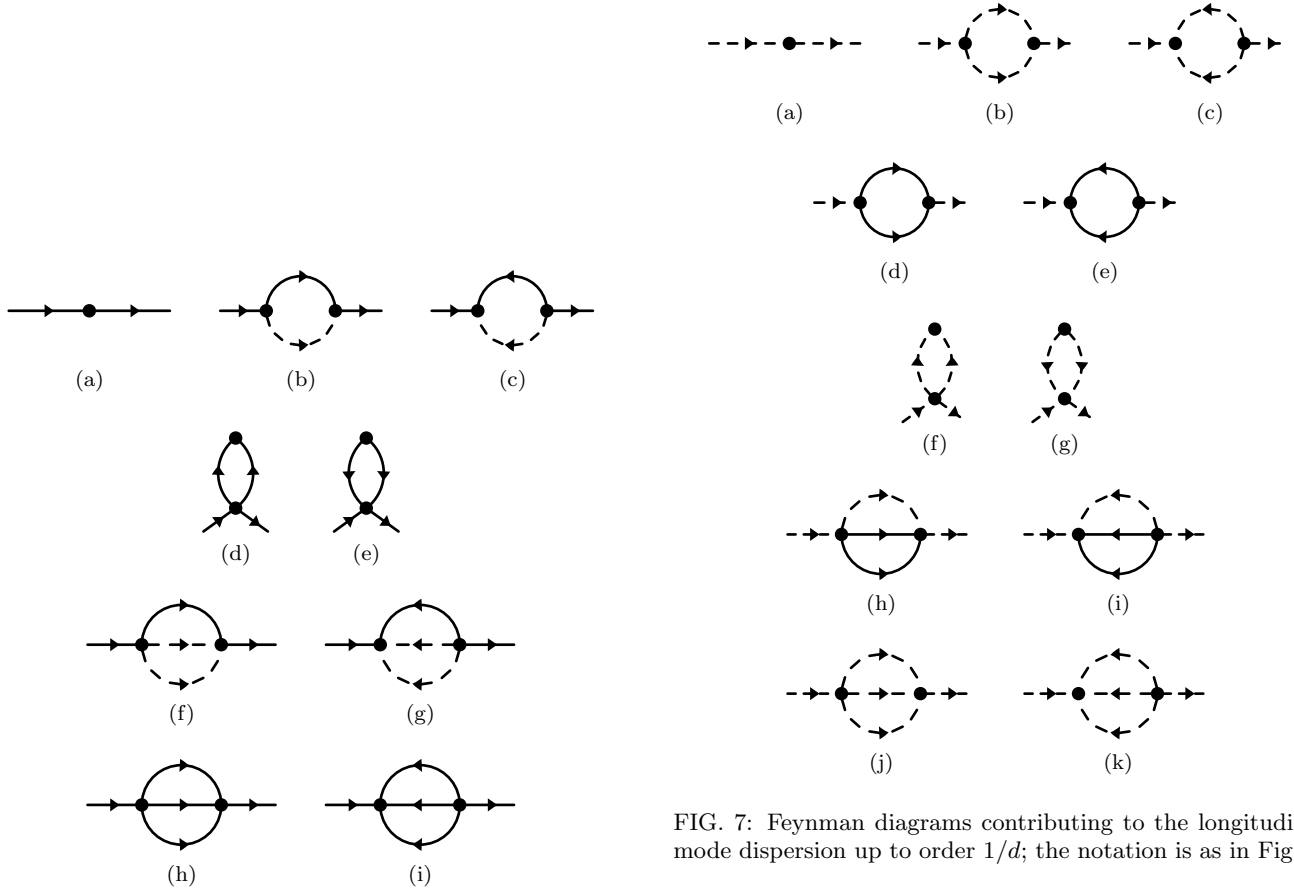 (a) (b) (c)
(d) (e)
(f) (g)
(h) (i)
(a) (b) (c)
(d) (e)
(f) (g)
(h) (i)
(j) (k)
FIG. 7: Feynman diagrams contributing to the longitudi
mode dispersion up to order 1/d; the notation is as in Fig